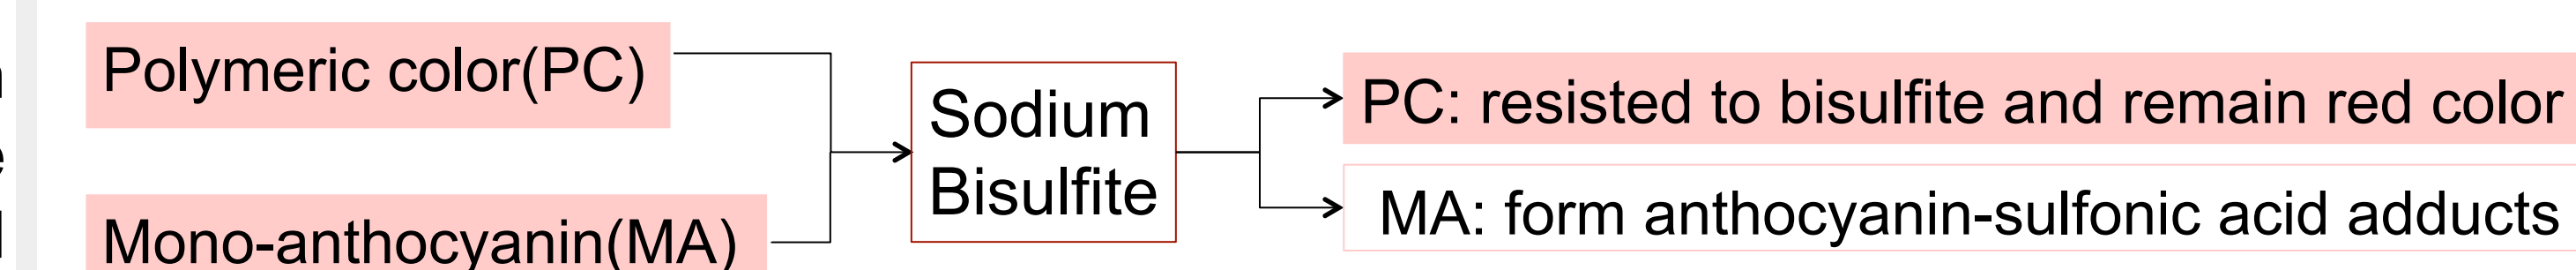 Polymeric color(PC)
Mono-anthocyanin(MA)
Sodium
Bisulfite
PC: resisted to bisulfite and remain red color
MA: form anthocyanin-sulfonic acid adducts